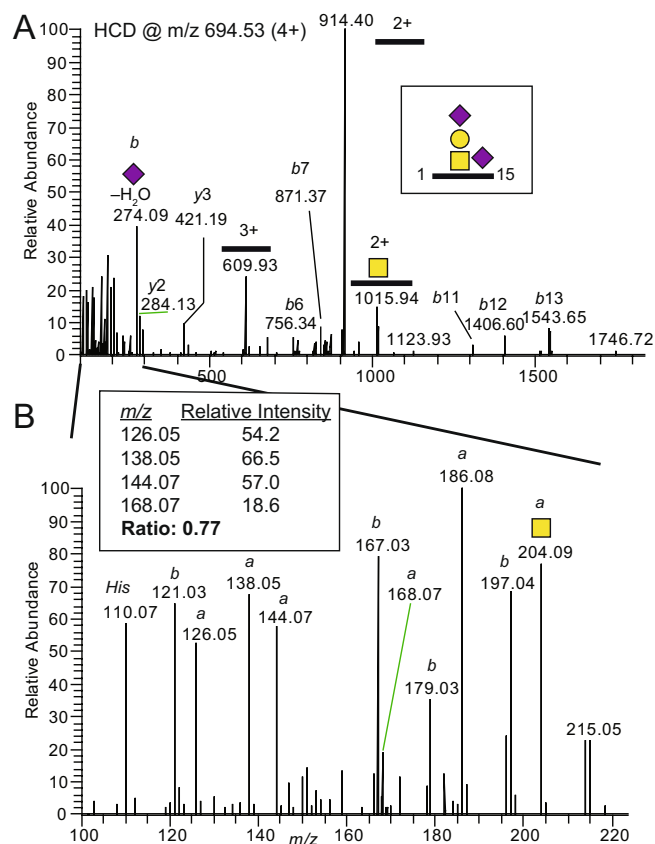 A
HCD @ m/z 694.53 (4+)
914.40
2+
100
90
80
70
60
50
40
30
20
10
0
Relative Abundance
b
–H2O
274.09
y2
284.13
y3
421.19
3+
609.93
b6
756.34
b7
871.37
2+
1015.94
1123.93
b11
b12
1406.60
b13
1543.65
1746.72
1
15
500
1000
1500
B
m/z Relative Intensity
126.05 54.2
138.05 66.5
144.07 57.0
168.07 18.6
Ratio: 0.77
100
90
80
70
60
50
40
30
20
10
0
Relative Abundance
His
110.07
b
121.03
a
126.05
a
138.05
a
144.07
b
167.03
a
168.07
b
179.03
a
186.08
b
197.04
a
204.09
215.05
100
120
140
160
180
200
220
m/z